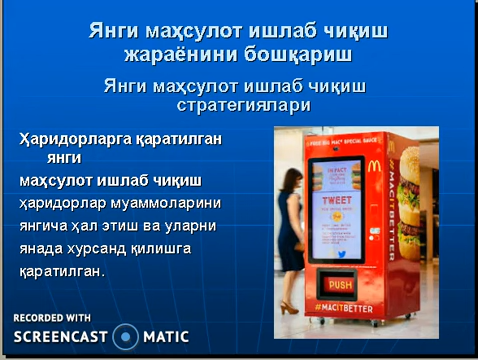 Янги маҳсулот ишлаб чиқиш
жараёнини бошқариш
Янги маҳсулот ишлаб чиқиш
стратегиялари
Ҳаридорларга қаратилган
янги
маҳсулот ишлаб чиқиш
ҳаридорлар муаммоларини
янгича ҳал этиш ва уларни
янада хурсанд қилишга
қаратилган.
TWEET
PUSH
#MACITBETTER
#MACITBETTER
RECORDED WITH
SCREENCAST MATIC